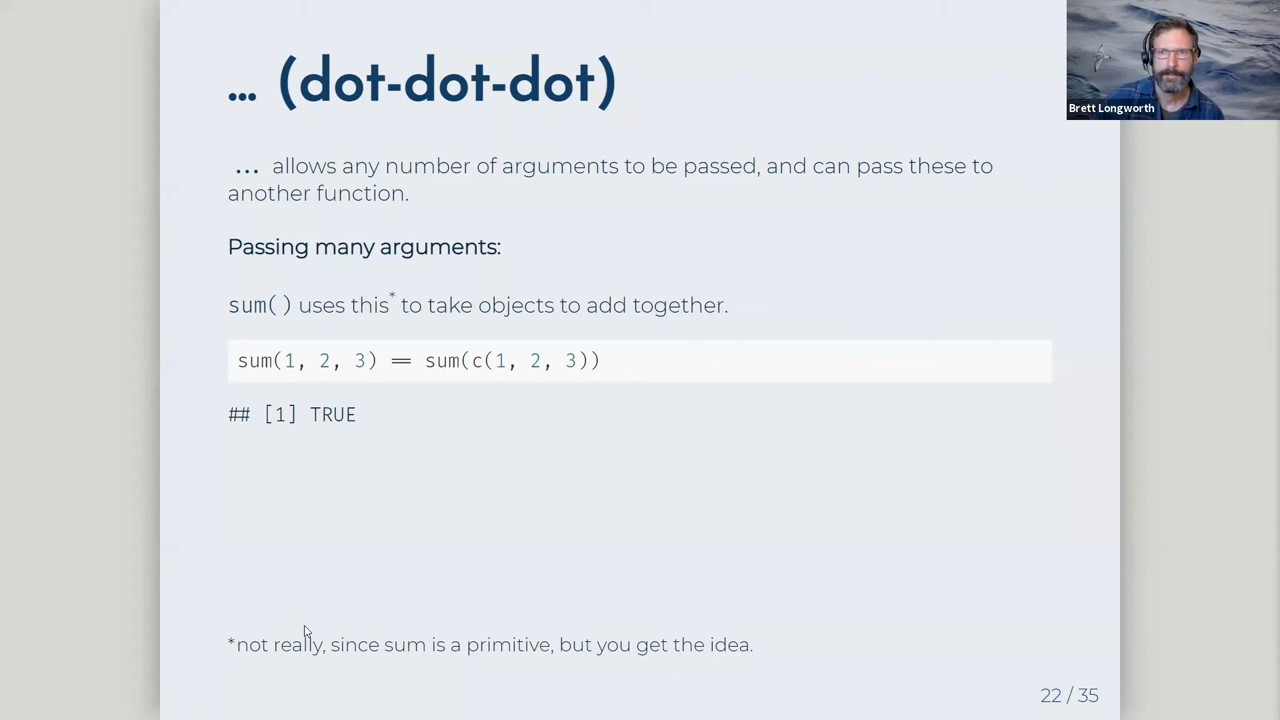 ... (dot-dot-dot)
Brett Longworth
... allows any number of arguments to be passed, and can pass these to
another function.
Passing many arguments:
sum() uses this* to take objects to add together.
sum(1, 2, 3) == sum(c(1, 2, 3))
## [1] TRUE
*not really, since sum is a primitive, but you get the idea.
22 / 35